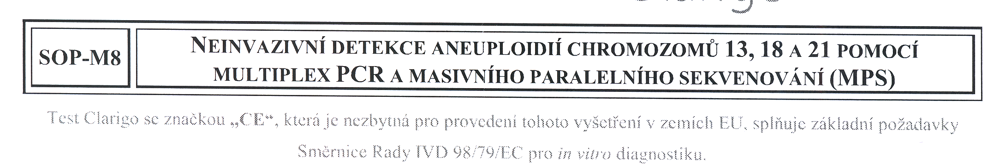 SOP-M8
NEINVAZIVNÍ DETEKCE ANEUPLOIDIÍ CHROMOZOMŮ 13, 18 A 21 POMOCÍ
MULTIPLEX PCR A MASIVNÍHO PARALELNÍHO SEKVENOVÁNÍ (MPS)
Test Clarigo se značkou „CE“, která je nezbytná pro provedení tohoto vyšetření v zemích EU, splňuje základní požadavky
Směrnice Rady IVD 98/79/EC pro in vitro diagnostiku.